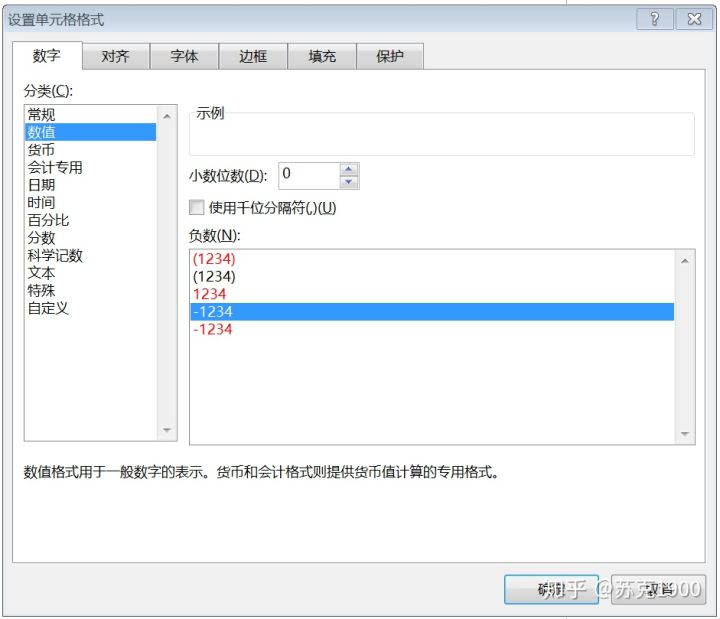 设置单元格格式
数字 对齐 字体 边框 填充 保护
分类(C):
常规
数值
货币
会计专用
日期
时间
百分比
分数
科学记数
文本
特殊
自定义
示例
小数位数(D): 0
使用千位分隔符(,)(U)
负数(N):
(1234)
(1234)
1234
-1234
-1234
数值格式用于一般数字的表示。货币和会计格式则提供货币值计算的专用格式。
确定 取消
知乎 @苏克1900